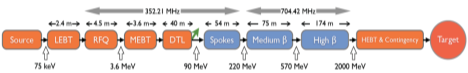 352.21 MHz 704.42 MHz
2.4 m 4.5 m 3.6 m 40 m 54 m 75 m 174 m
Source LEBT RFQ MEBT DTL Spokes Medium β High β HEBT & Contingency Target
75 keV 3.6 MeV 90 MeV 220 MeV 570 MeV 2000 MeV